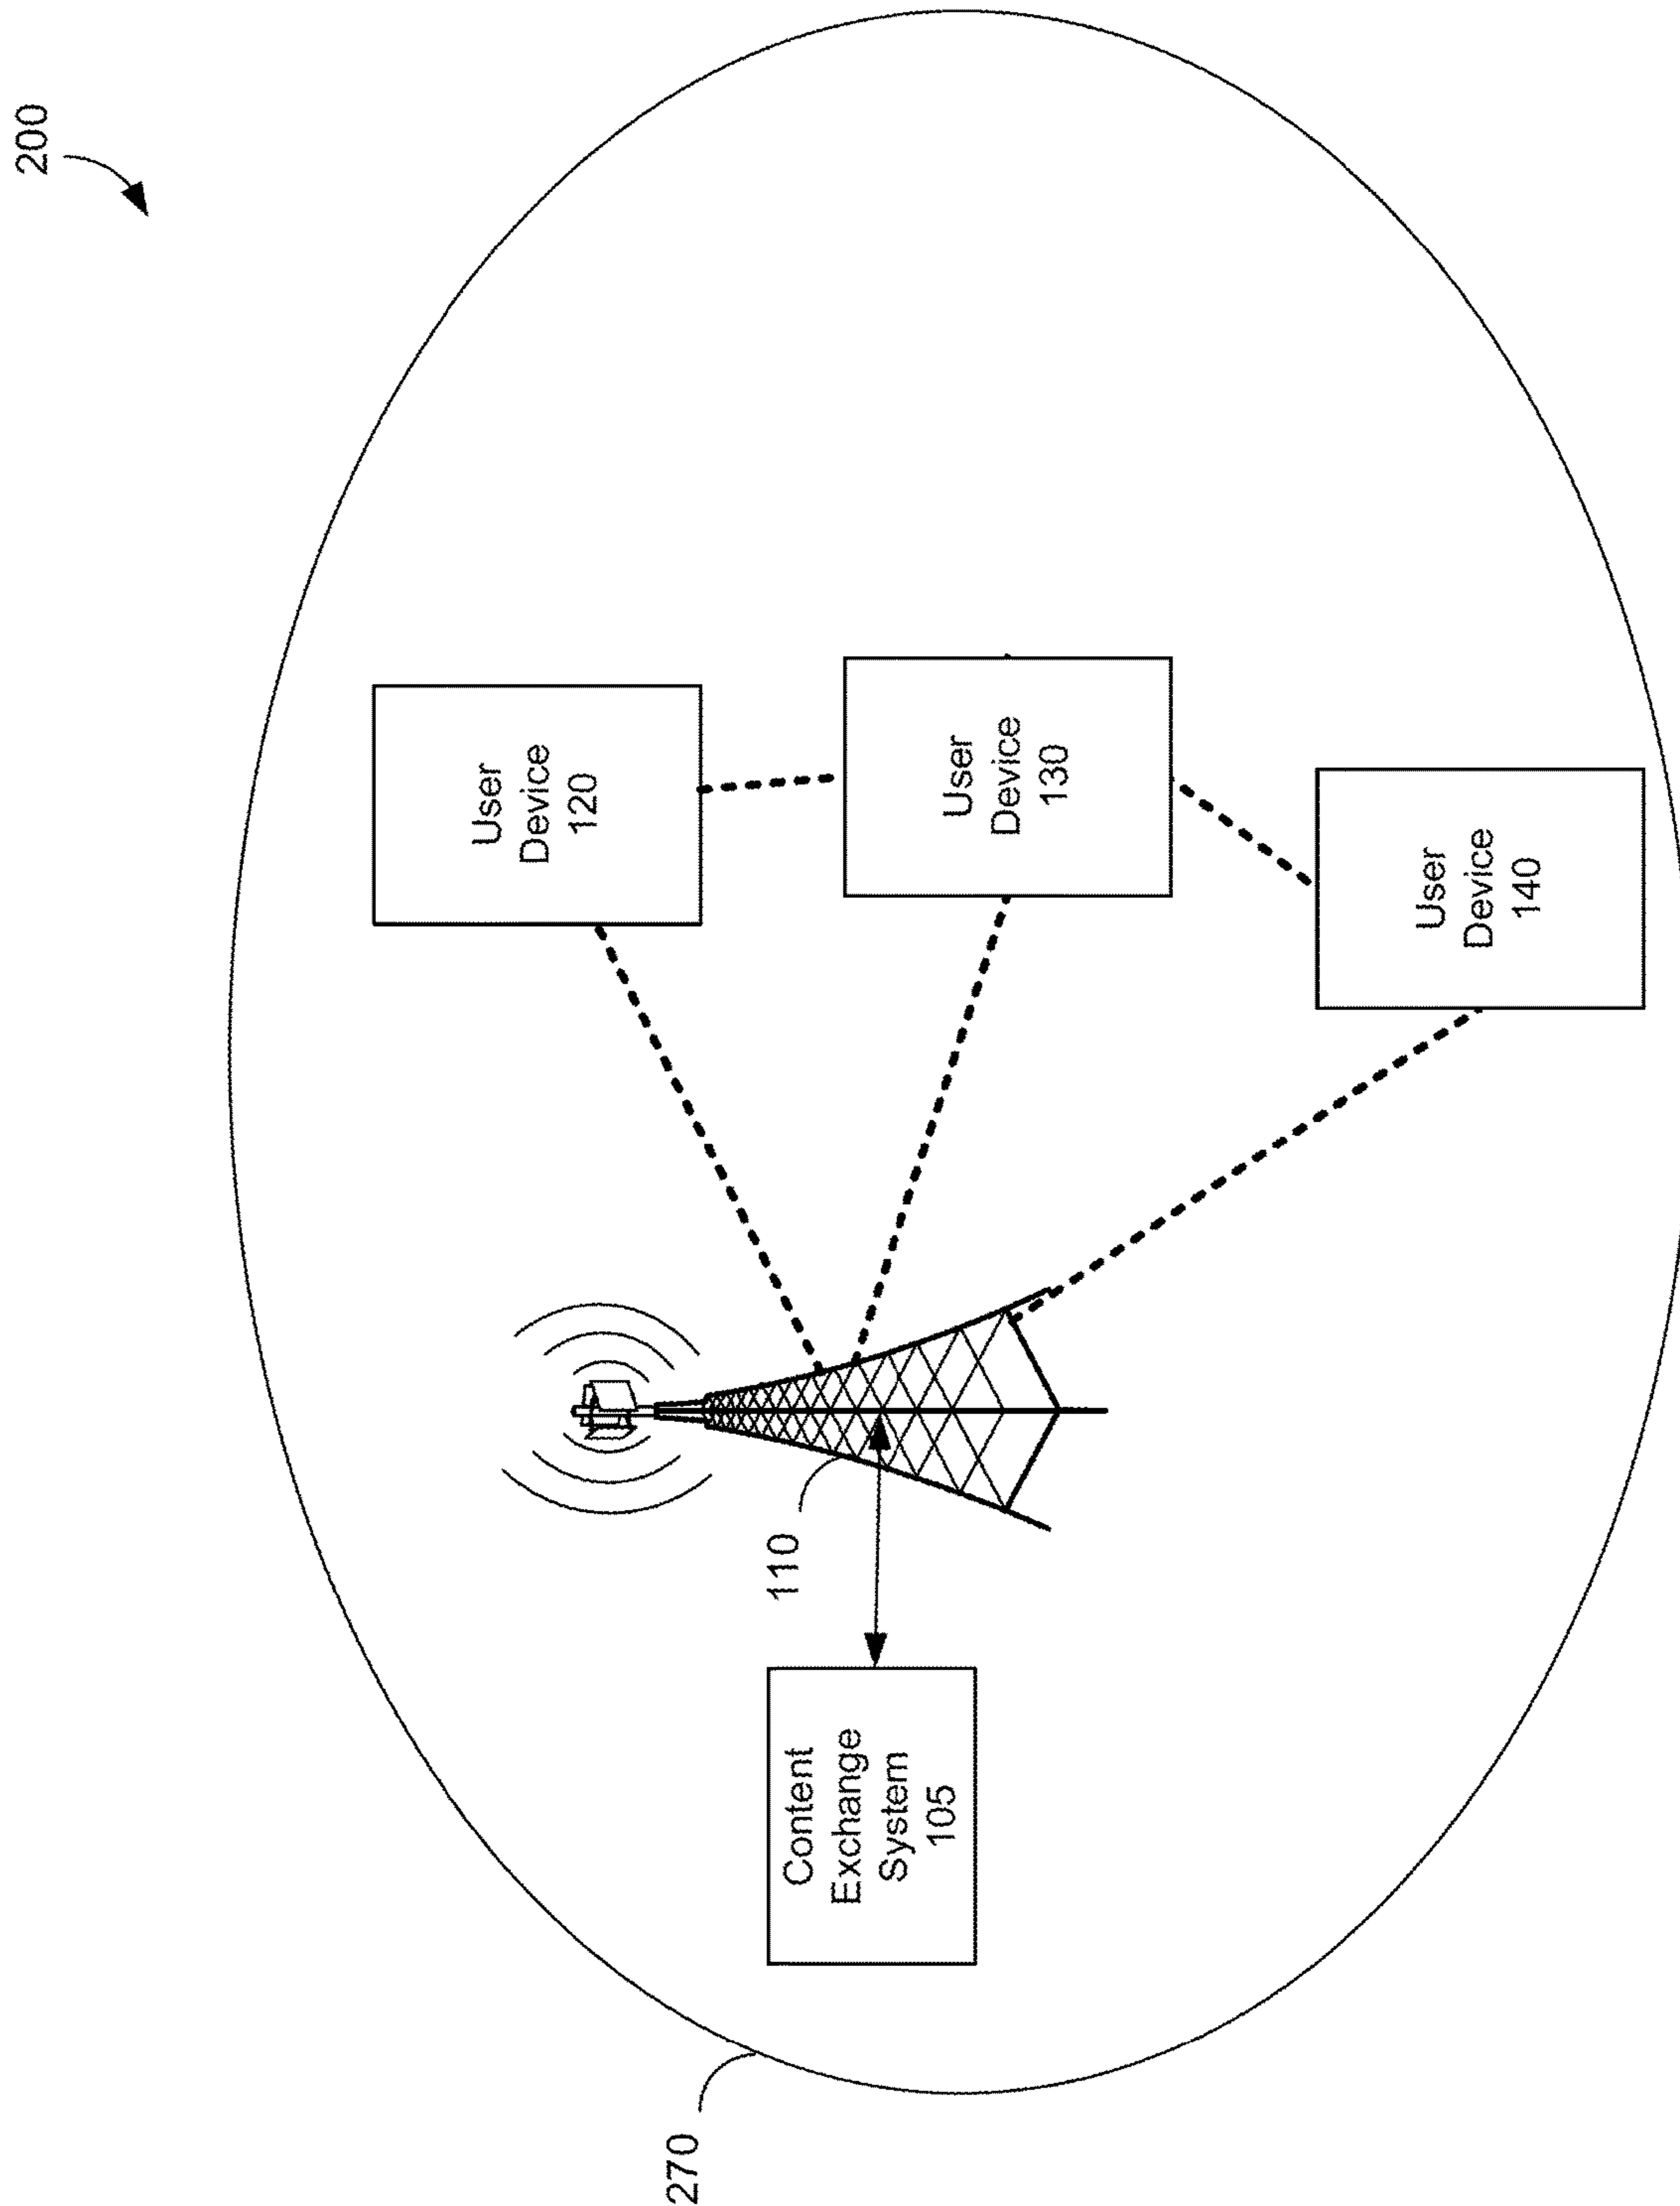 200
User
Device
120
User
Device
130
User
Device
140
110
Content
Exchange
System
105
270